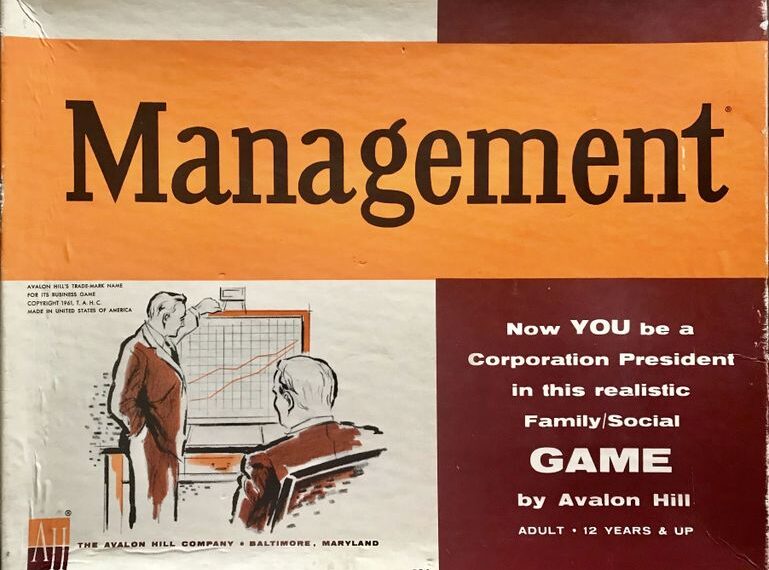 Management®
AVALON HILL'S TRADE-MARK NAME
FOR ITS BUSINESS GAME
COPYRIGHT 1961, T. A. H. C.
MADE IN UNITED STATES OF AMERICA
Now YOU be a
Corporation President
in this realistic
Family/Social
GAME
by Avalon Hill
ADULT • 12 YEARS & UP
AH®
THE AVALON HILL COMPANY • BALTIMORE, MARYLAND